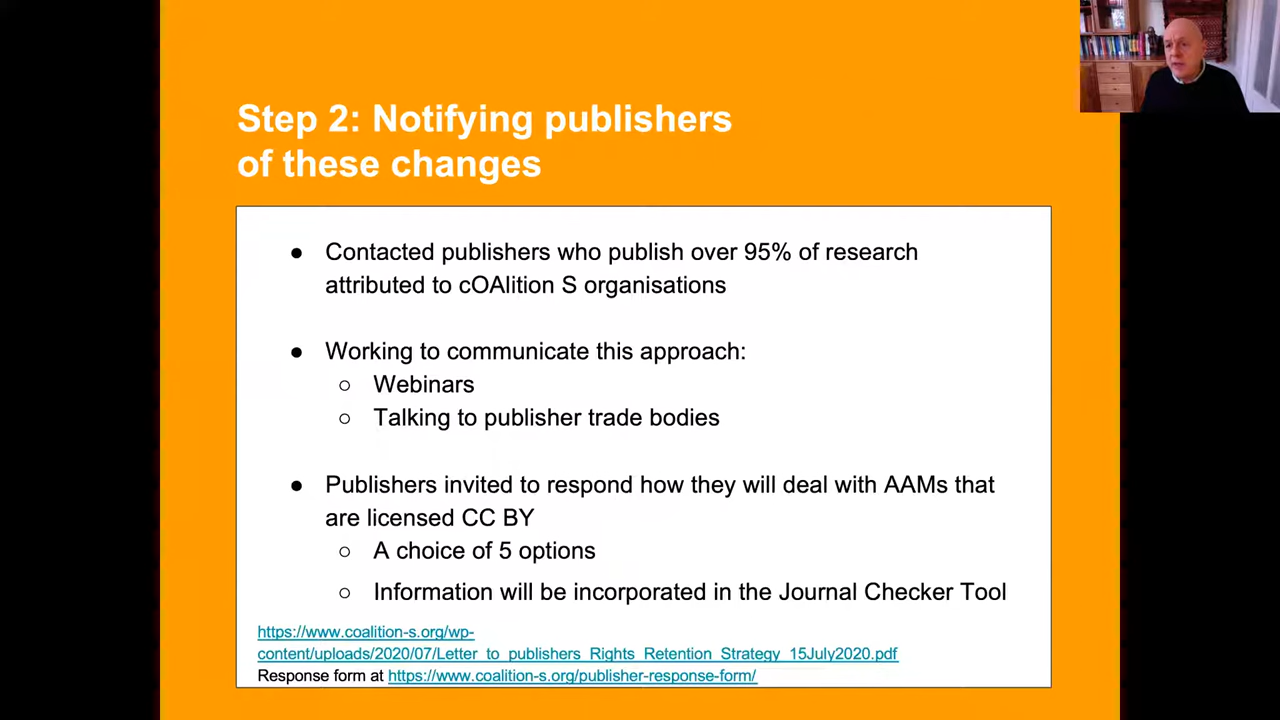 Step 2: Notifying publishers
of these changes
● Contacted publishers who publish over 95% of research
attributed to cOAlition S organisations
● Working to communicate this approach:
○ Webinars
○ Talking to publisher trade bodies
● Publishers invited to respond how they will deal with AAMs that
are licensed CC BY
○ A choice of 5 options
○ Information will be incorporated in the Journal Checker Tool
https://www.coalition-s.org/wp-
content/uploads/2020/07/Letter_to_publishers_Rights_Retention_Strategy_15July2020.pdf
Response form at https://www.coalition-s.org/publisher-response-form/